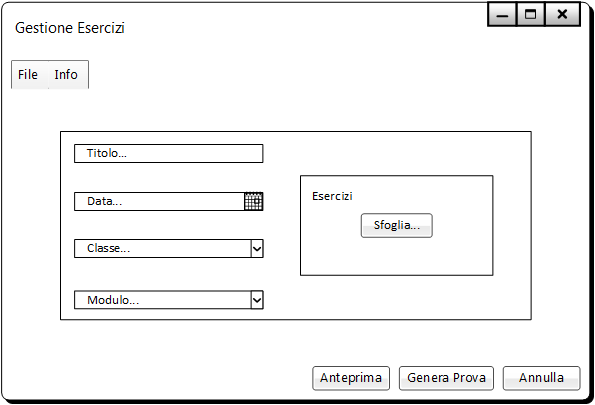 Gestione Esercizi
File Info
Titolo...
Data...
Classe...
Modulo...
Esercizi
Sfoglia...
Anteprima Genera Prova Annulla